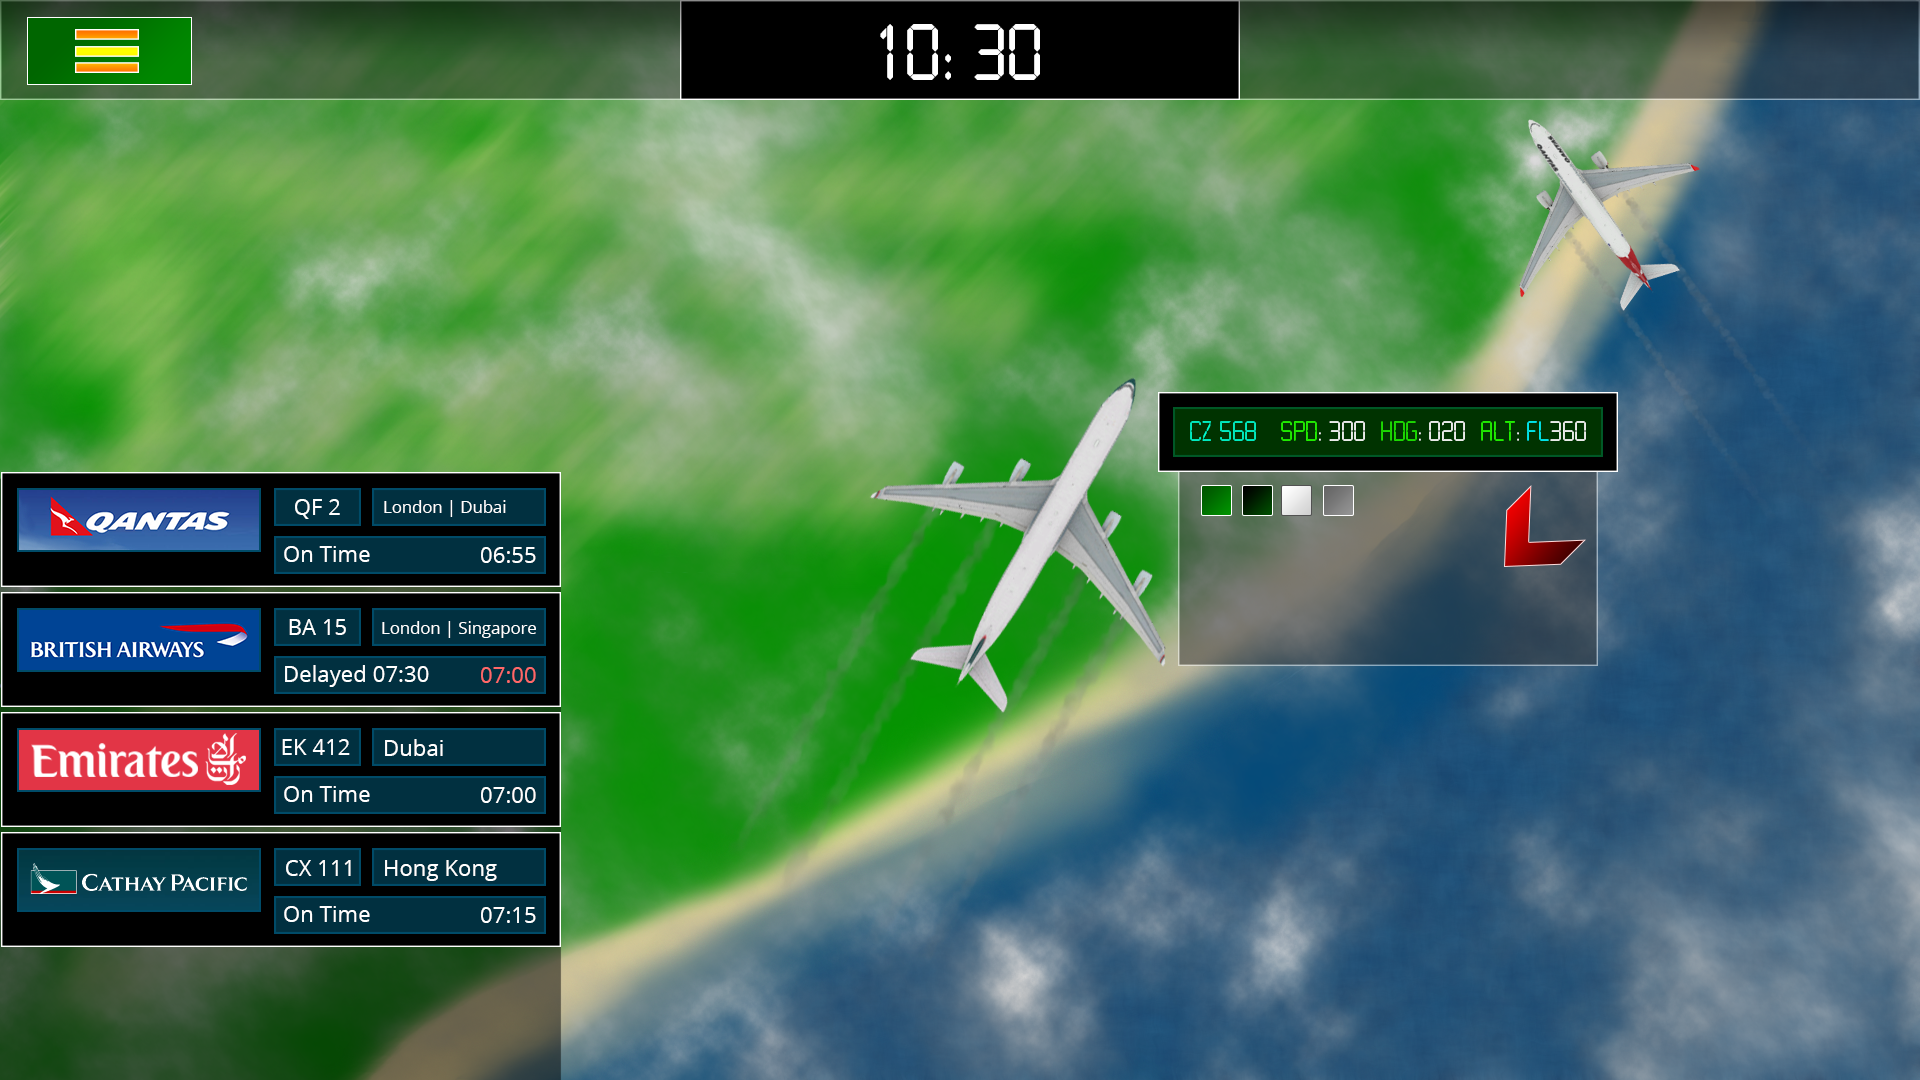 10: 30
QANTAS
CZ 568 SPD: 300 HDG: 020 ALT: FL360
QANTAS
QF 2
London | Dubai
On Time 06:55
BRITISH AIRWAYS
BA 15
London | Singapore
Delayed 07:30 07:00
Emirates
EK 412
Dubai
On Time 07:00
CATHAY PACIFIC
CX 111
Hong Kong
On Time 07:15